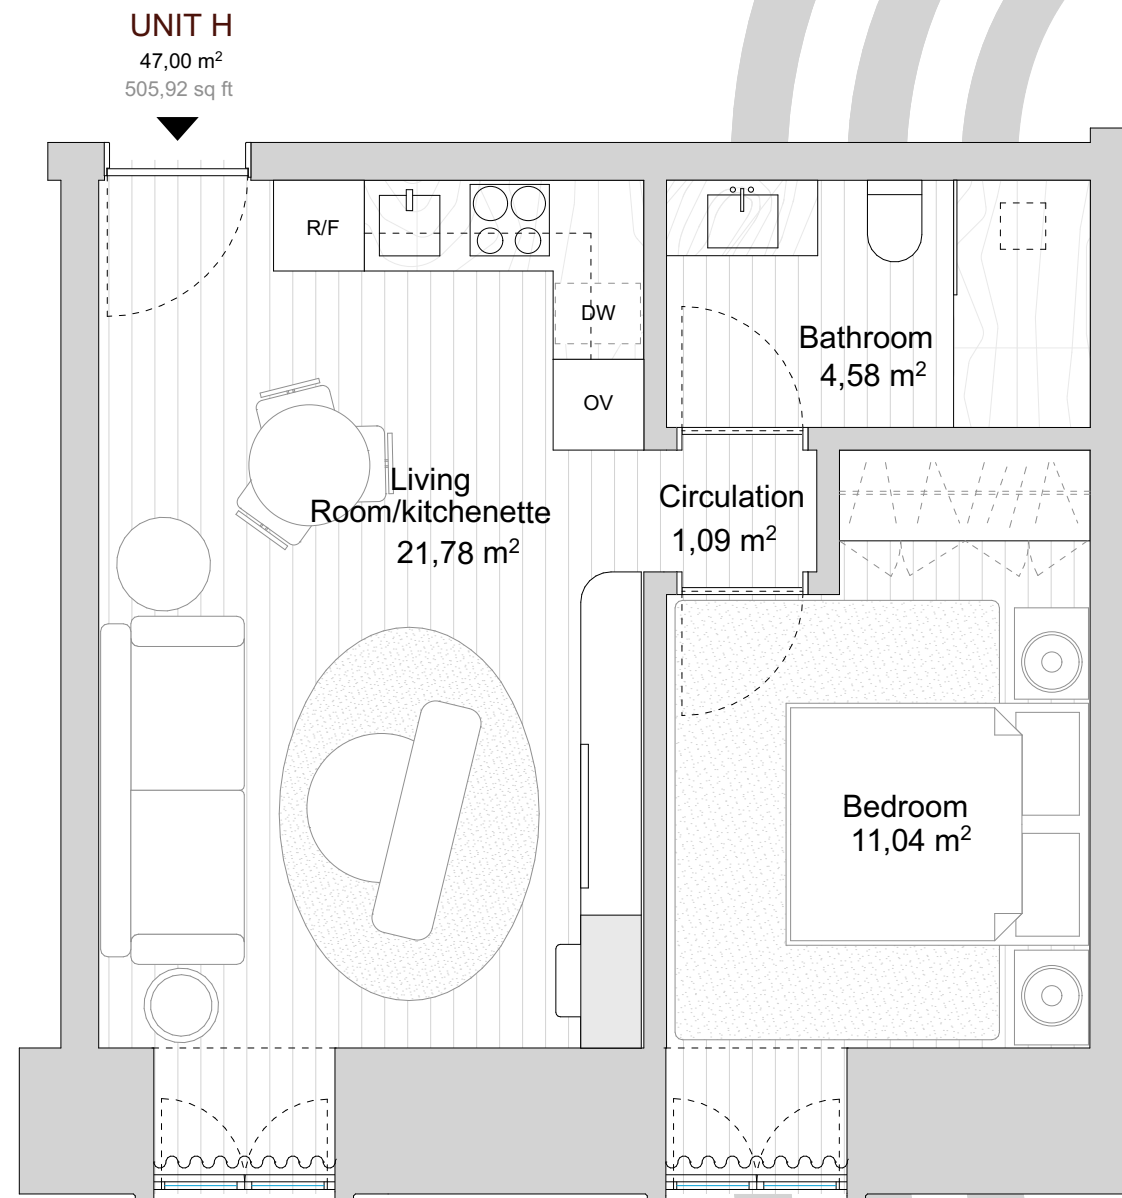 UNIT H
47,00 m²
505,92 sq ft
R/F
DW
OV
Bathroom
4,58 m²
Living
Room/kitchenette
21,78 m²
Circulation
1,09 m²
Bedroom
11,04 m²